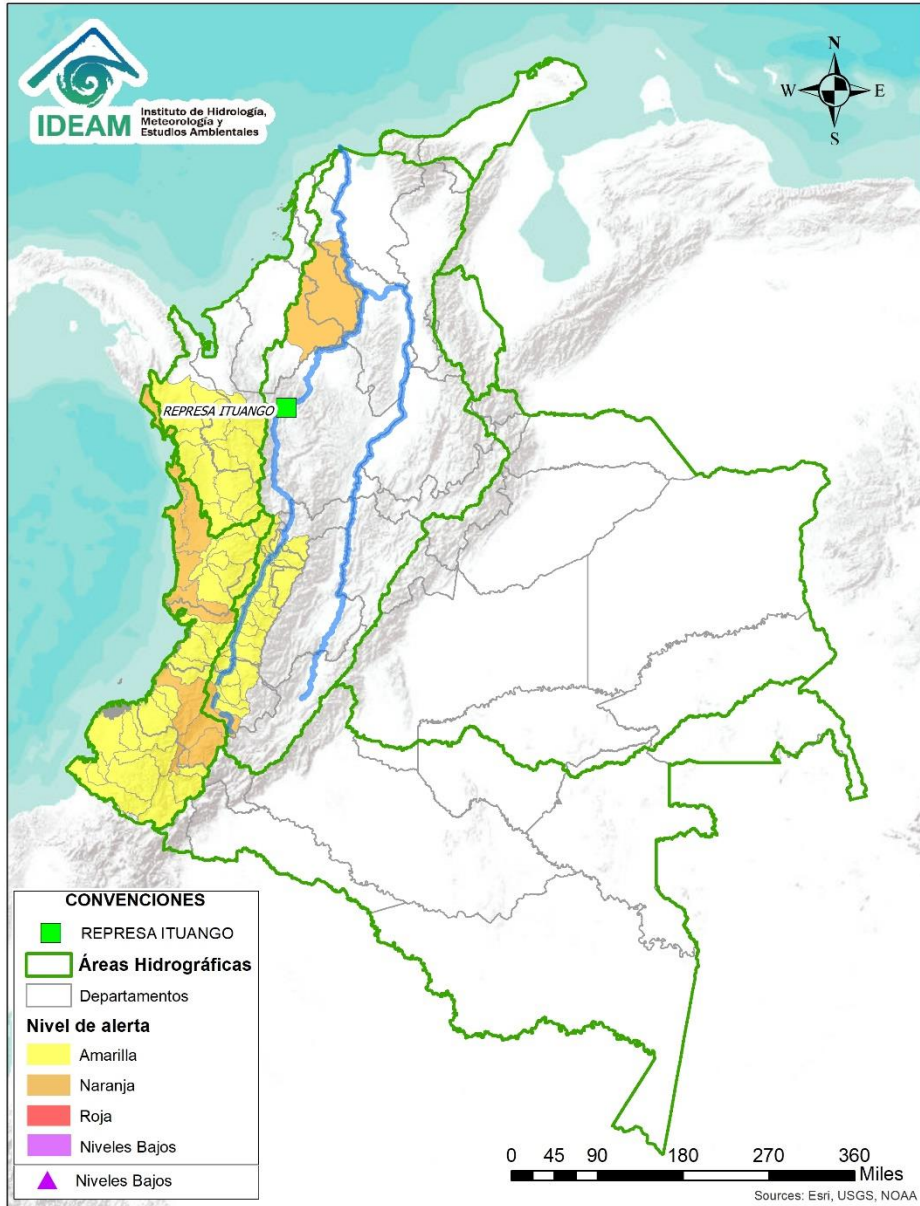 IDEAM
Instituto de Hidrología,
Meteorología y
Estudios Ambientales
N
W
E
S
REPRESA ITUANGO
CONVENCIONES
REPRESA ITUANGO
Áreas Hidrográficas
Departamentos
Nivel de alerta
Amarilla
Naranja
Roja
Niveles Bajos
Niveles Bajos
0 45 90 180 270 360
Miles
Sources: Esri, USGS, NOAA